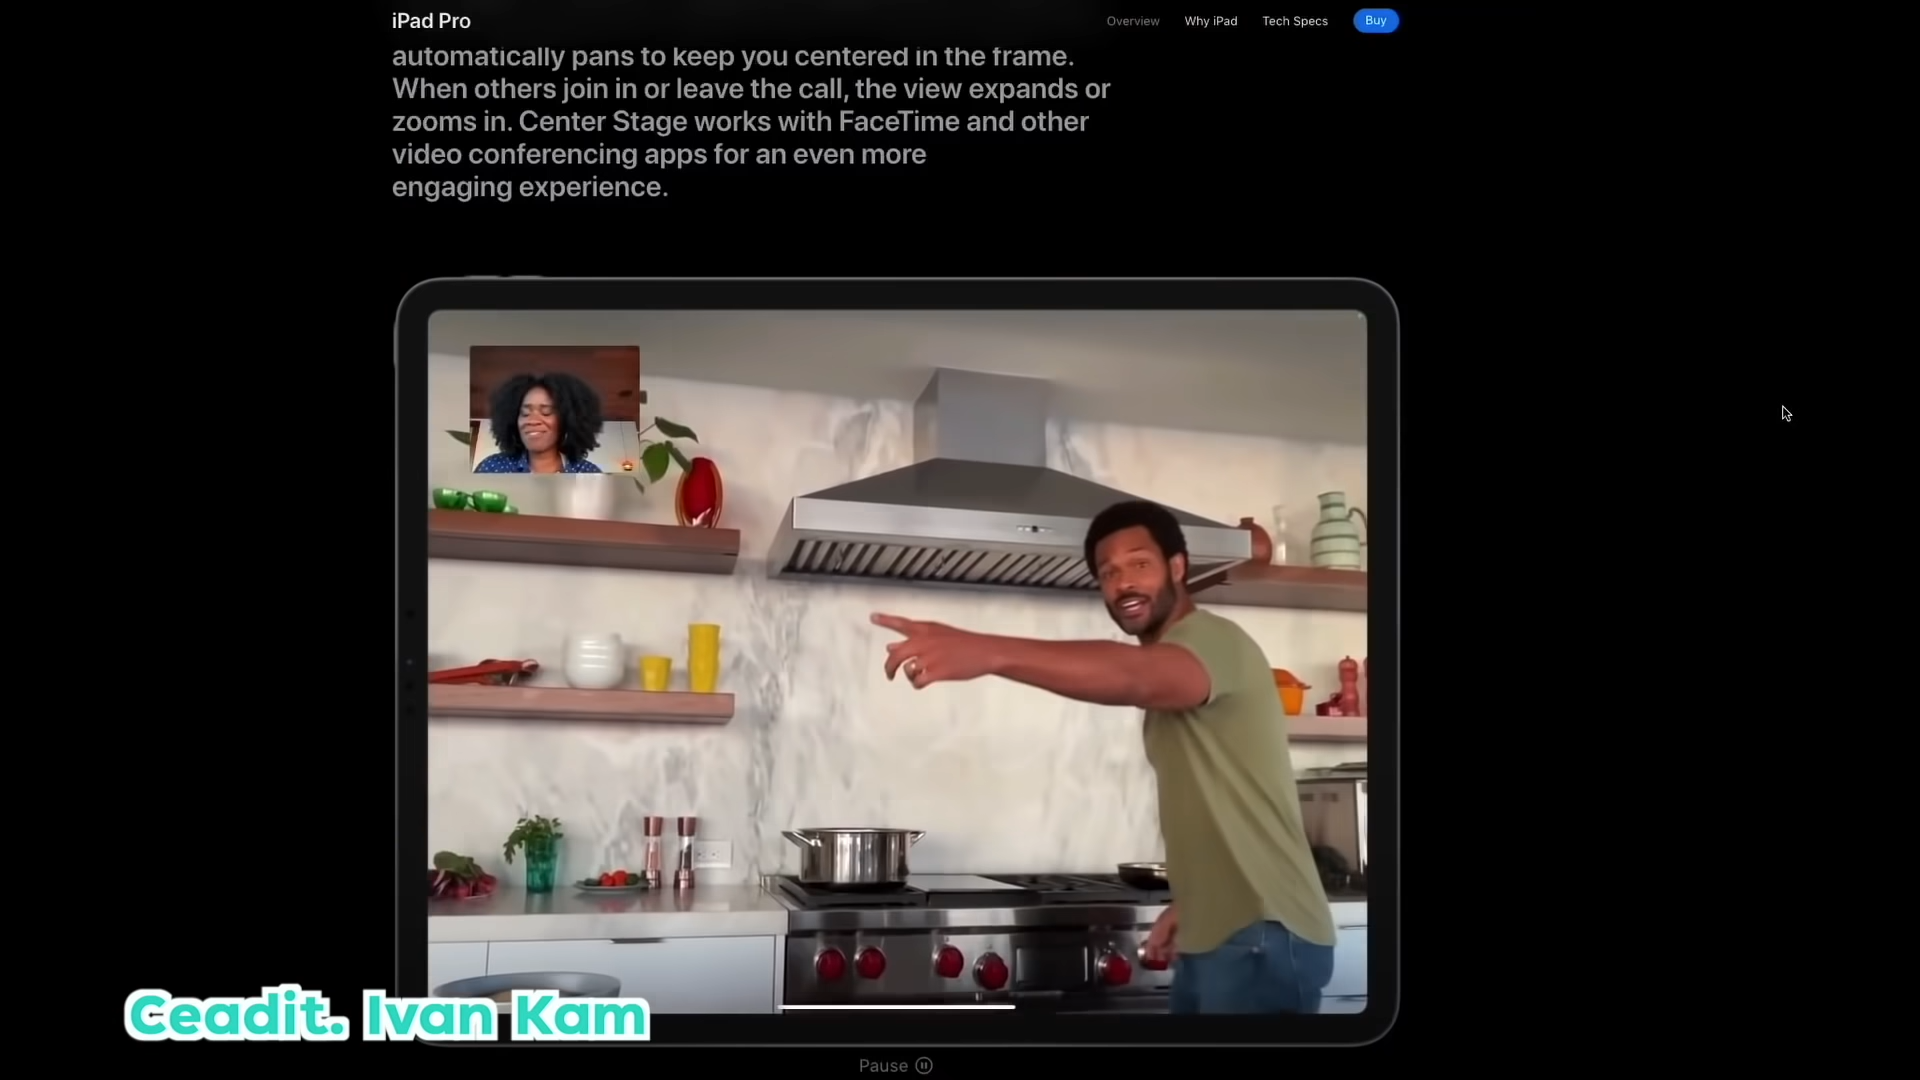 iPad Pro
Overview Why iPad Tech Specs Buy
automatically pans to keep you centered in the frame.
When others join in or leave the call, the view expands or
zooms in. Center Stage works with FaceTime and other
video conferencing apps for an even more
engaging experience.
Ceadit. Ivan Kam
Pause